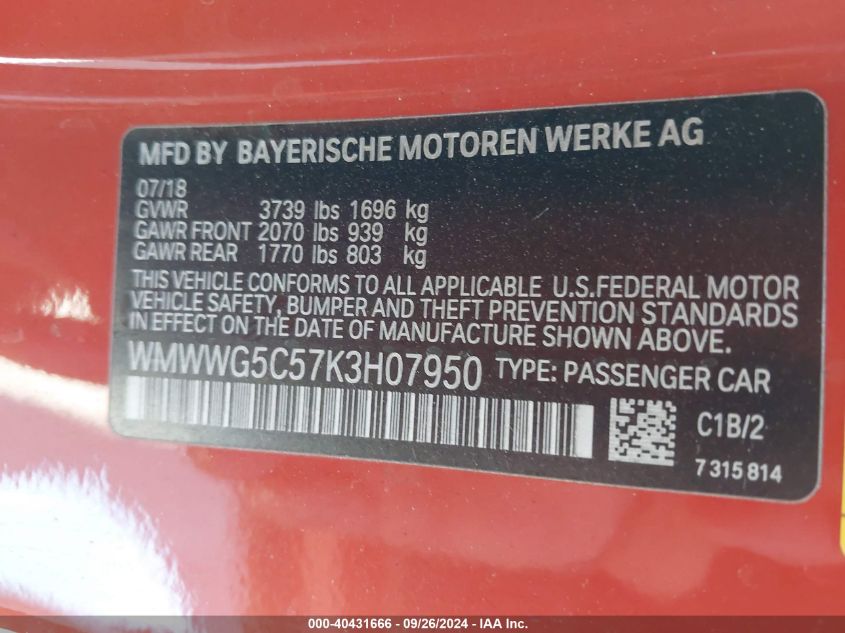 MFD BY BAYERISCHE MOTOREN WERKE AG
07/18
GVWR 3739 lbs 1696 kg
GAWR FRONT 2070 lbs 939 kg
GAWR REAR 1770 lbs 803 kg
THIS VEHICLE CONFORMS TO ALL APPLICABLE U.S.FEDERAL MOTOR
VEHICLE SAFETY, BUMPER AND THEFT PREVENTION STANDARDS
IN EFFECT ON THE DATE OF MANUFACTURE SHOWN ABOVE.
WMWWG5C57K3H07950 TYPE: PASSENGER CAR
C1B/2
7 315 814
000-40431666 - 09/26/2024 - IAA Inc.